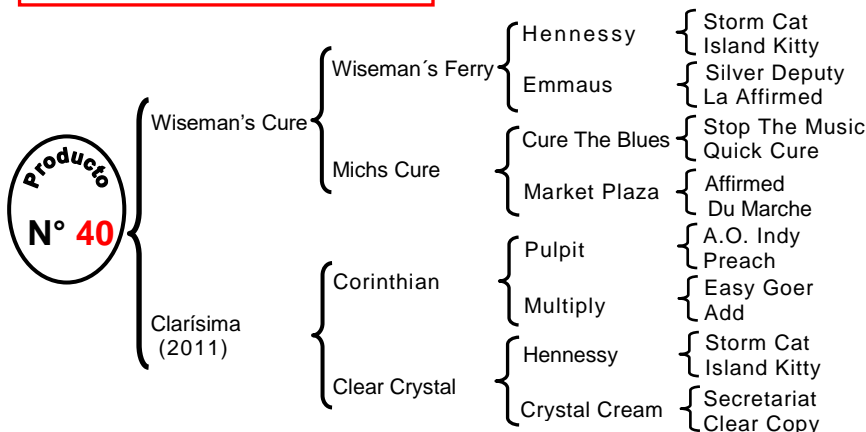 Producto
N° 40
Wiseman's Cure
Clarísima
(2011)
Wiseman´s Ferry
Michs Cure
Corinthian
Clear Crystal
Hennessy
Emmaus
Cure The Blues
Market Plaza
Pulpit
Multiply
Hennessy
Crystal Cream
Storm Cat
Island Kitty
Silver Deputy
La Affirmed
Stop The Music
Quick Cure
Affirmed
Du Marche
A.O. Indy
Preach
Easy Goer
Add
Storm Cat
Island Kitty
Secretariat
Clear Copy